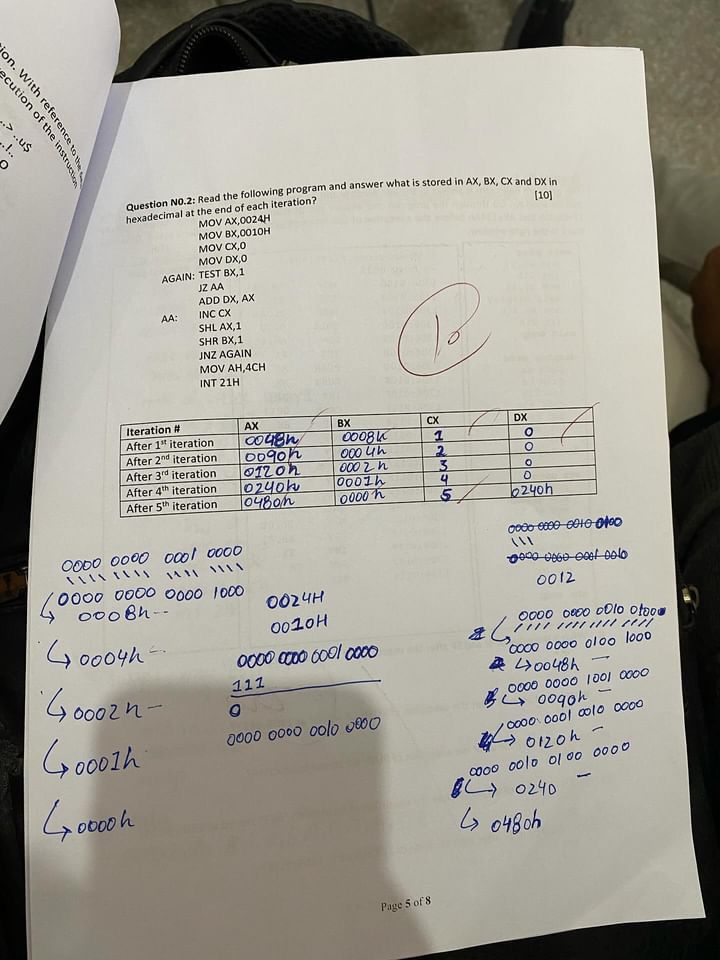 ion. With reference to the
ecution of the instruction
Question N0.2: Read the following program and answer what is stored in AX, BX, CX and DX in
hexadecimal at the end of each iteration? [10]
MOV AX,0024H
MOV BX,0010H
MOV CX,0
MOV DX,0
AGAIN: TEST BX,1
JZ AA
ADD DX, AX
AA: INC CX
SHL AX,1
SHR BX,1
JNZ AGAIN
MOV AH,4CH
INT 21H
10
Iteration # AX BX CX DX
After 1st iteration 0048h 0008h 1 0
After 2nd iteration 0090h 0004h 2 0
After 3rd iteration 0120h 0002h 3 0
After 4th iteration 0240h 0001h 4 0
After 5th iteration 0480h 0000h 5 0240h
0000 0000 0001 0000
0000 0000 0000 1000
0008h
0004h
0002h
0001h
0000h
0024H
0010H
0000 0000 0001 0000
111
0
0000 0000 0010 0000
0000 0000 0010 0100
111
0000 0000 0001 0010
0012
0000 0000 0010 0100
0000 0000 0100 1000
0048h
0000 0000 1001 0000
0090h
0000 0001 0010 0000
0120h
0000 0010 0100 0000
0240
0480h
Page 5 of 8